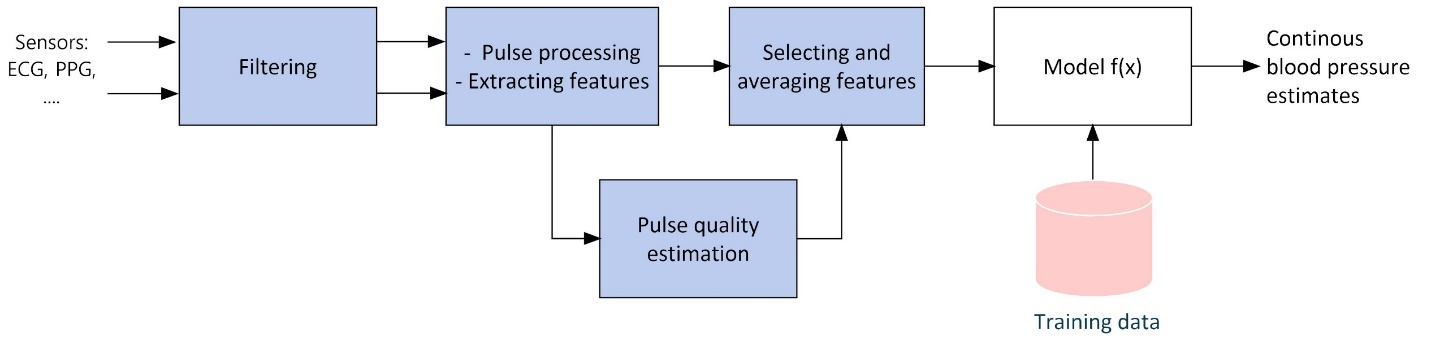 Sensors:
ECG, PPG,
....
Filtering
- Pulse processing
- Extracting features
Selecting and
averaging features
Model f(x)
Continous
blood pressure
estimates
Pulse quality
estimation
Training data